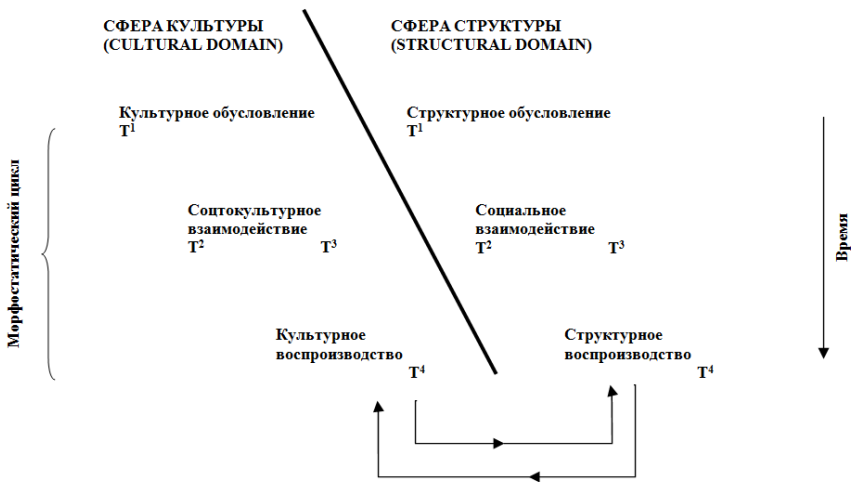 СФЕРА КУЛЬТУРЫ
(CULTURAL DOMAIN)
СФЕРА СТРУКТУРЫ
(STRUCTURAL DOMAIN)
Культурное обусловление
T¹
Структурное обусловление
T¹
Соцтокультурное
взаимодействие
T² T³
Социальное
взаимодействие
T² T³
Культурное
воспроизводство
T⁴
Структурное
воспроизводство
T⁴
Морфостатический цикл
Время